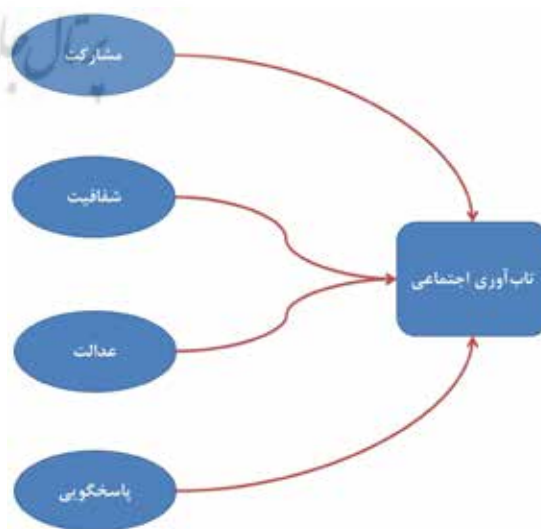 مشارکت
شفافیت
تاب‌آوری اجتماعی
عدالت
پاسخگویی